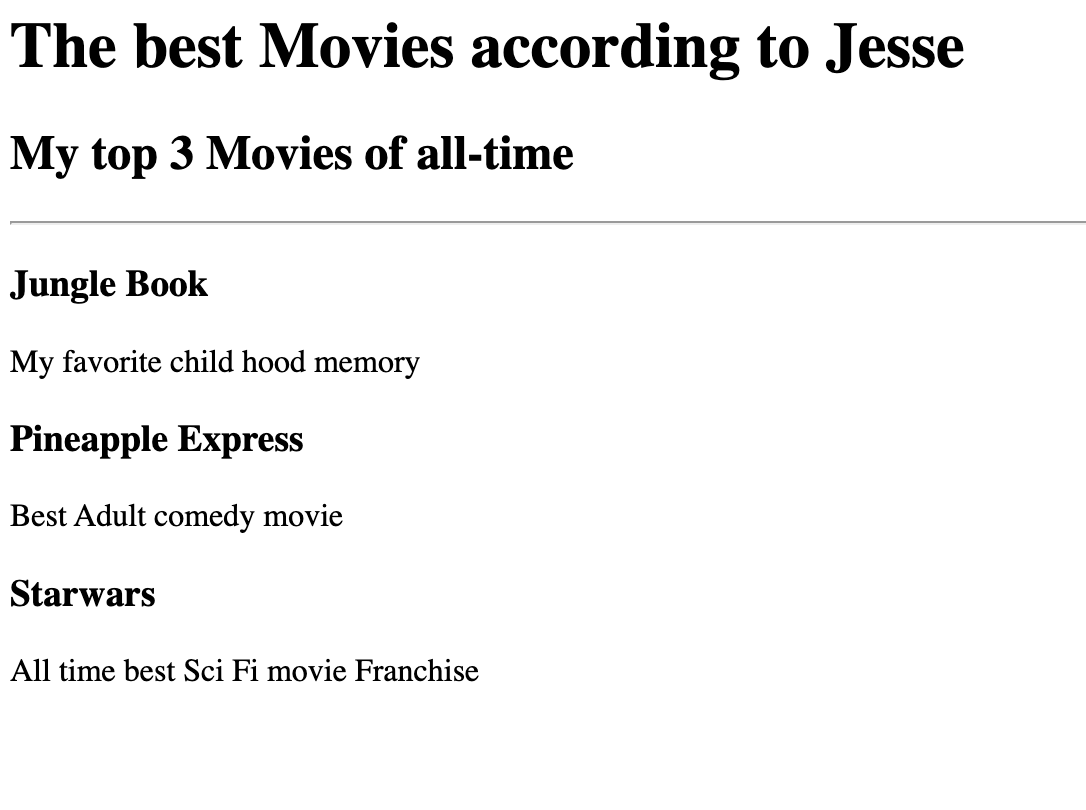 The best Movies according to Jesse
My top 3 Movies of all-time
Jungle Book
My favorite child hood memory
Pineapple Express
Best Adult comedy movie
Starwars
All time best Sci Fi movie Franchise